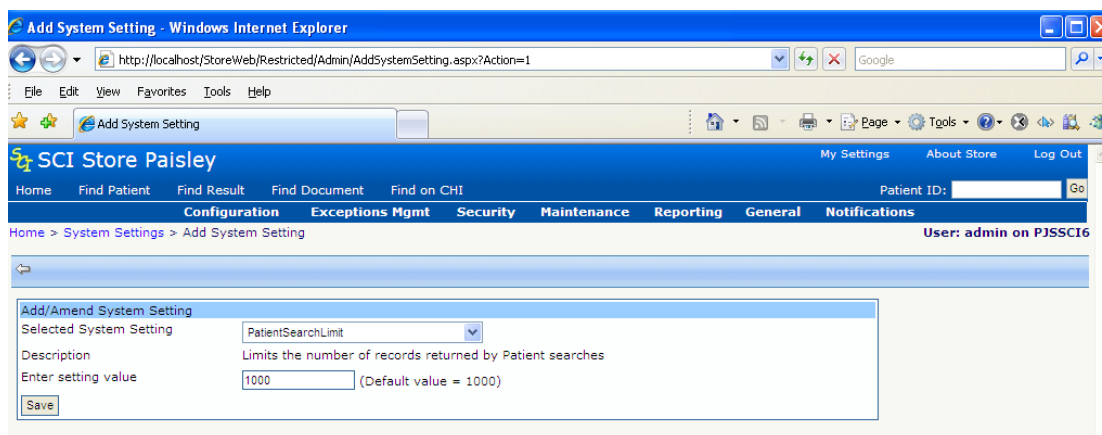 Add System Setting - Windows Internet Explorer
http://localhost/StoreWeb/Restricted/Admin/AddSystemSetting.aspx?Action=1
Google
File Edit View Favorites Tools Help
Add System Setting
Page Tools
SCI Store Paisley
My Settings About Store Log Out
Home Find Patient Find Result Find Document Find on CHI
Patient ID: Go
Configuration Exceptions Mgmt Security Maintenance Reporting General Notifications
Home > System Settings > Add System Setting
User: admin on PJSSCI6
Add/Amend System Setting
Selected System Setting PatientSearchLimit
Description Limits the number of records returned by Patient searches
Enter setting value 1000 (Default value = 1000)
Save